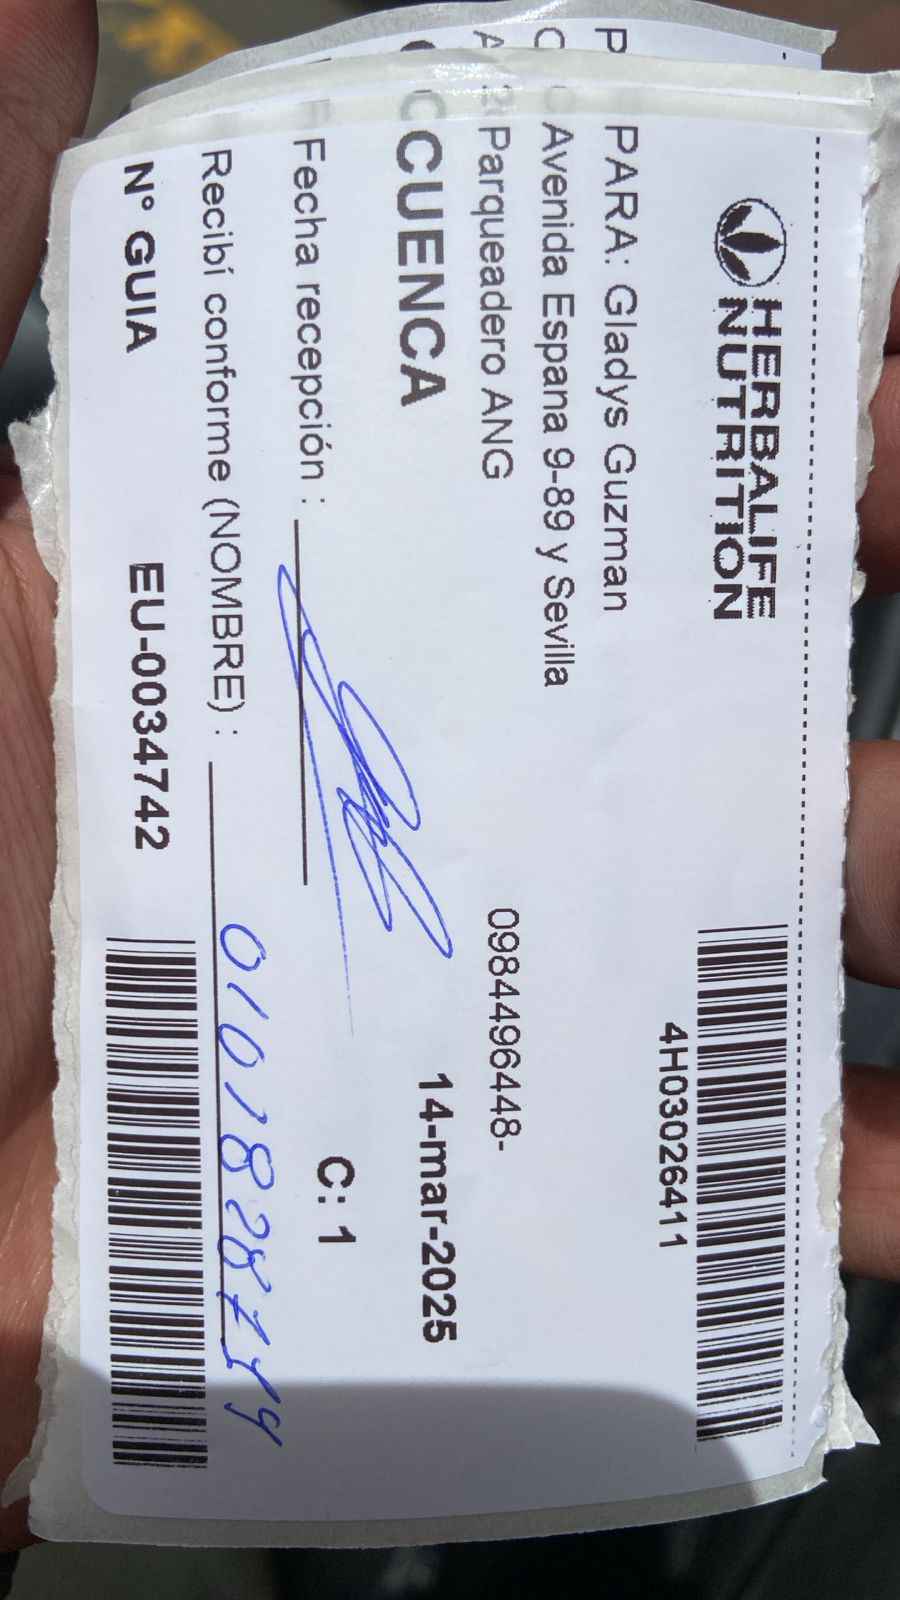 HERBALIFE
NUTRITION
4H03026411
PARA: Gladys Guzman
Avenida Espana 9-89 y Sevilla
Parqueadero ANG
0984496448-
CUENCA
14-mar-2025
Fecha recepción :
C: 1
Recibí conforme (NOMBRE) :
N° GUIA
EU-0034742